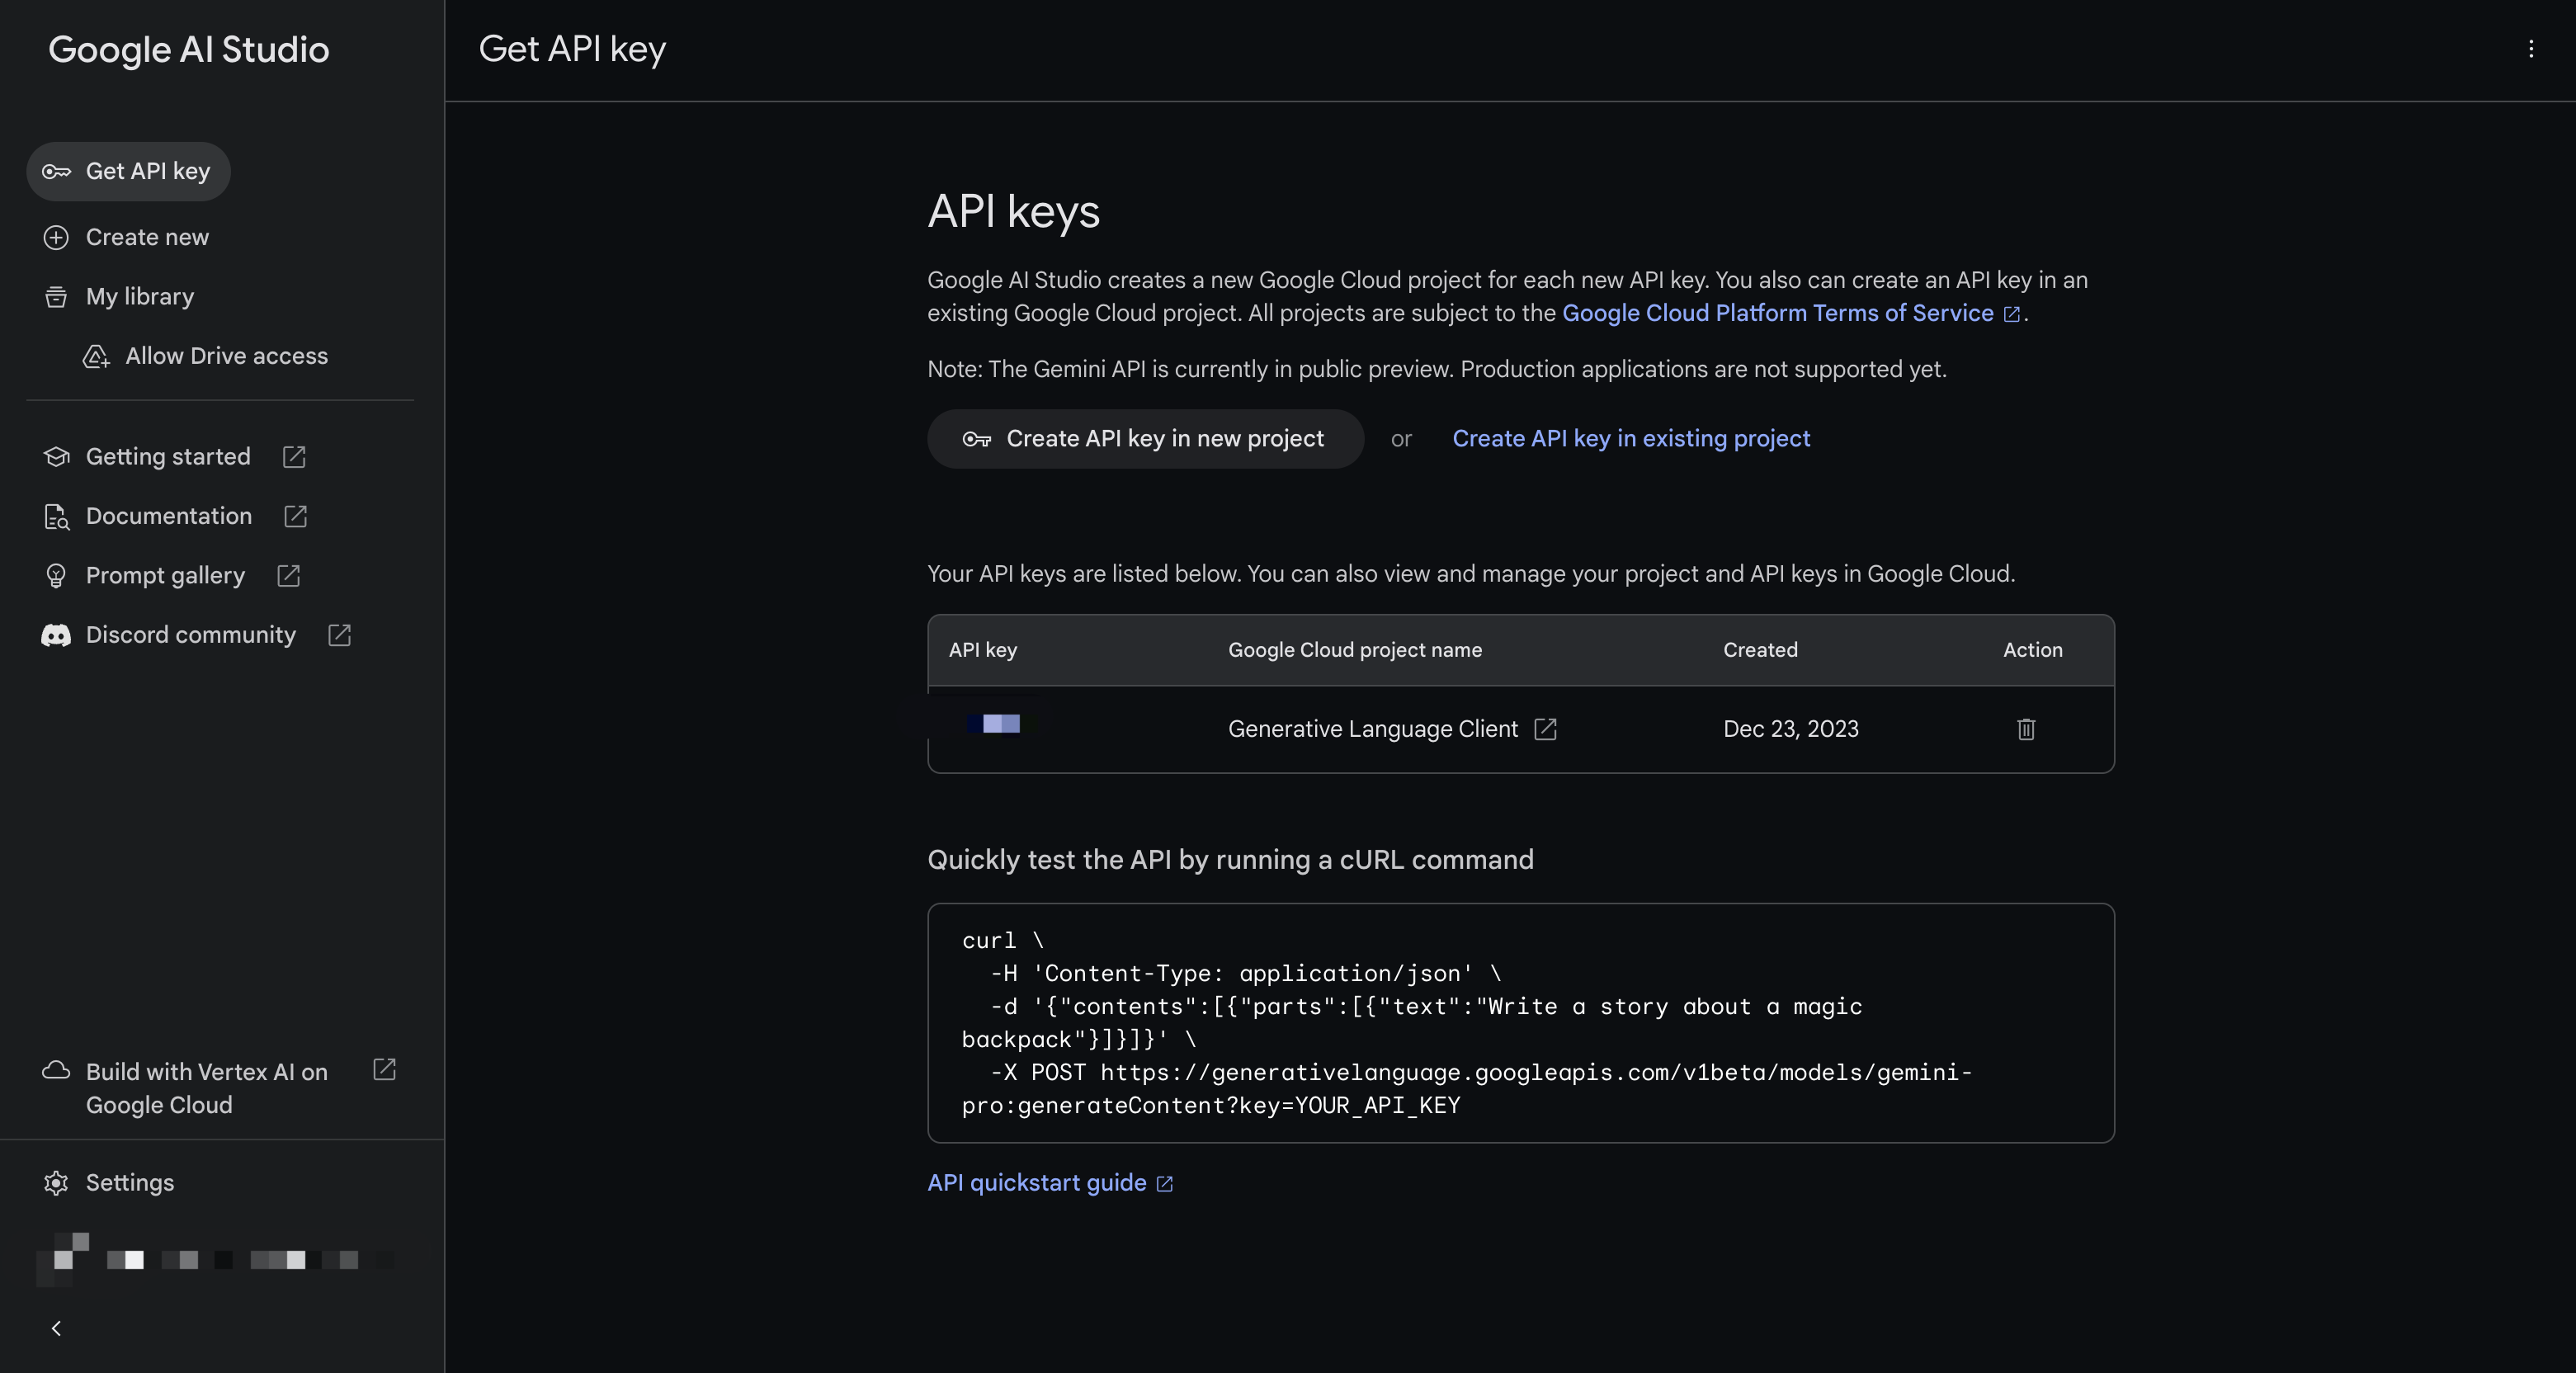 Google AI Studio
Get API key
Create new
My library
Allow Drive access
Getting started
Documentation
Prompt gallery
Discord community
Build with Vertex AI on
Google Cloud
Settings
Get API key
API keys
Google AI Studio creates a new Google Cloud project for each new API key. You also can create an API key in an
existing Google Cloud project. All projects are subject to the Google Cloud Platform Terms of Service.
Note: The Gemini API is currently in public preview. Production applications are not supported yet.
Create API key in new project or Create API key in existing project
Your API keys are listed below. You can also view and manage your project and API keys in Google Cloud.
API key Google Cloud project name Created Action
Generative Language Client Dec 23, 2023
Quickly test the API by running a cURL command
curl \
-H 'Content-Type: application/json' \
-d '{"contents":[{"parts":[{"text":"Write a story about a magic
backpack"}]}]}' \
-X POST https://generativelanguage.googleapis.com/v1beta/models/gemini-
pro:generateContent?key=YOUR_API_KEY
API quickstart guide